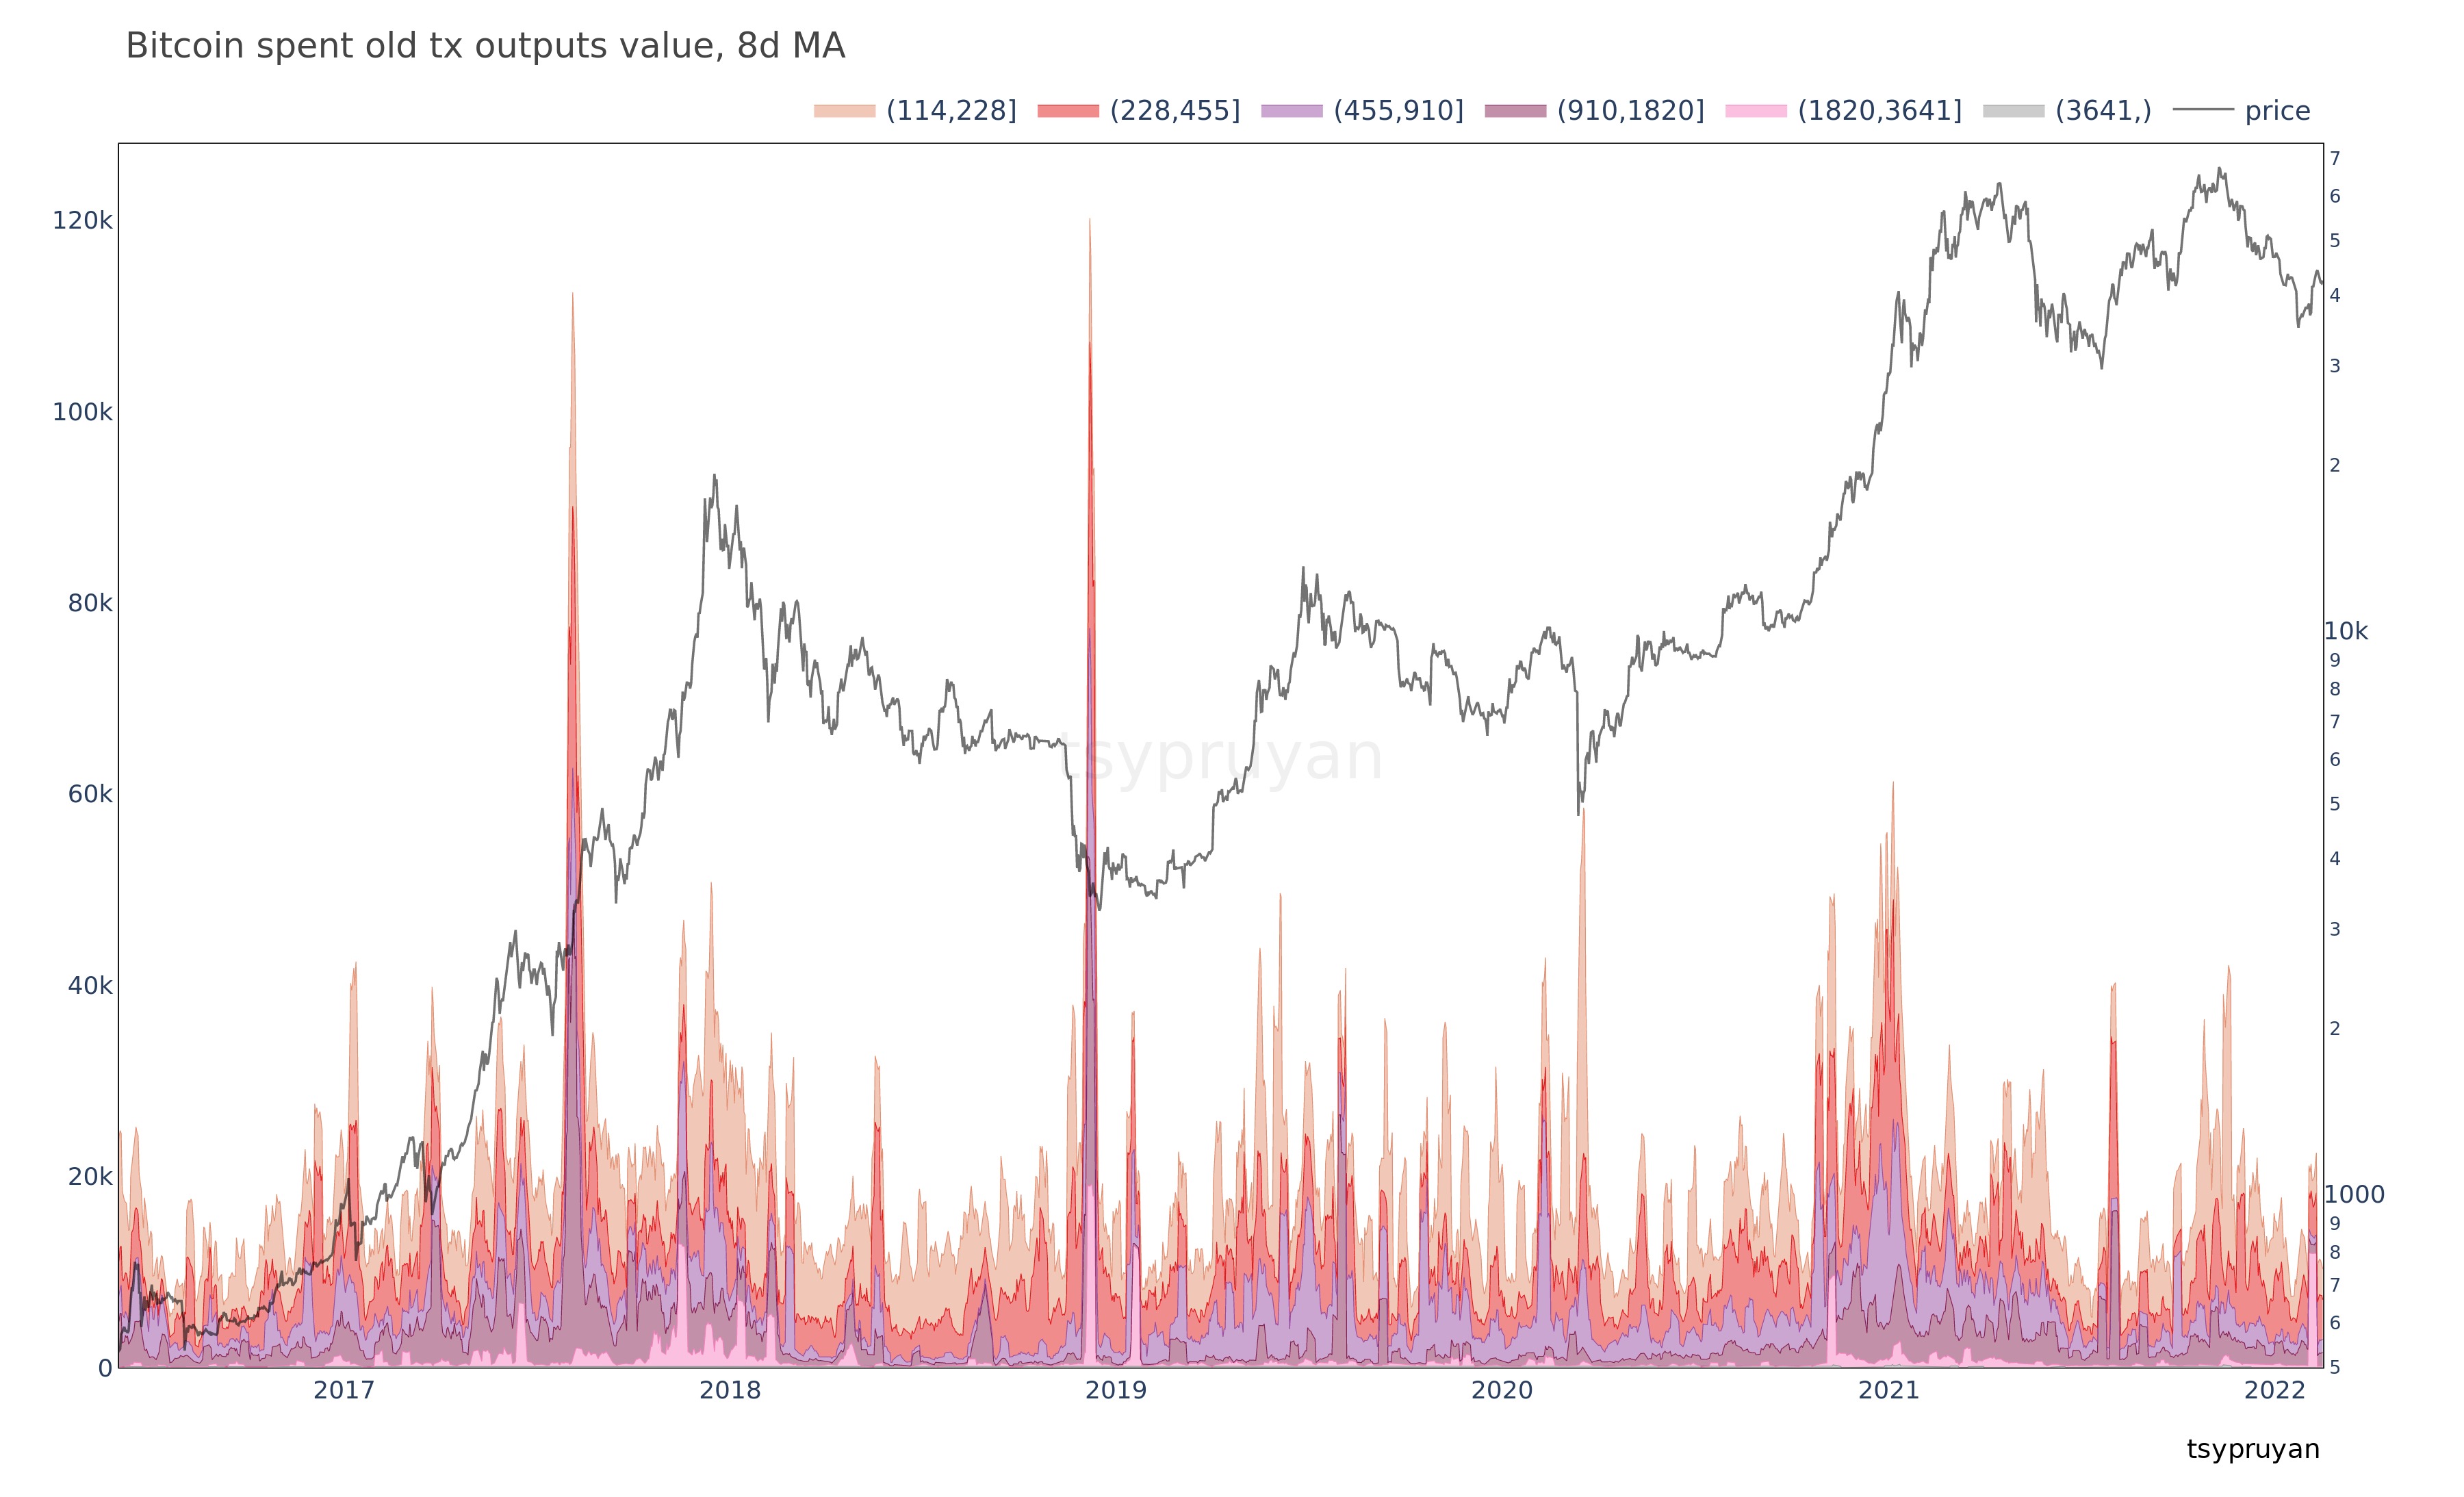 Bitcoin spent old tx outputs value, 8d MA
(114,228] (228,455] (455,910] (910,1820] (1820,3641] (3641,) price
120k
100k
80k
60k
40k
20k
0
7
6
5
4
3
2
10k
9
8
7
6
5
4
3
2
1000
9
8
7
6
5
tsypruyan
2017 2018 2019 2020 2021 2022
tsypruyan